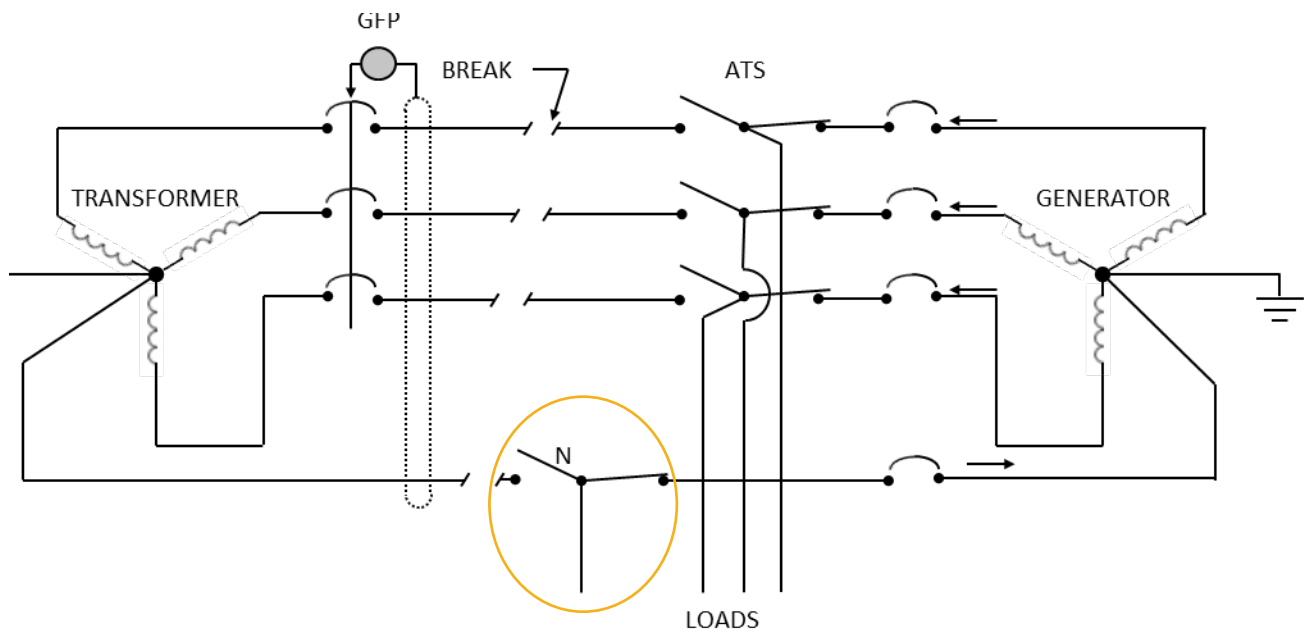 GFP
BREAK
ATS
TRANSFORMER
GENERATOR
N
LOADS